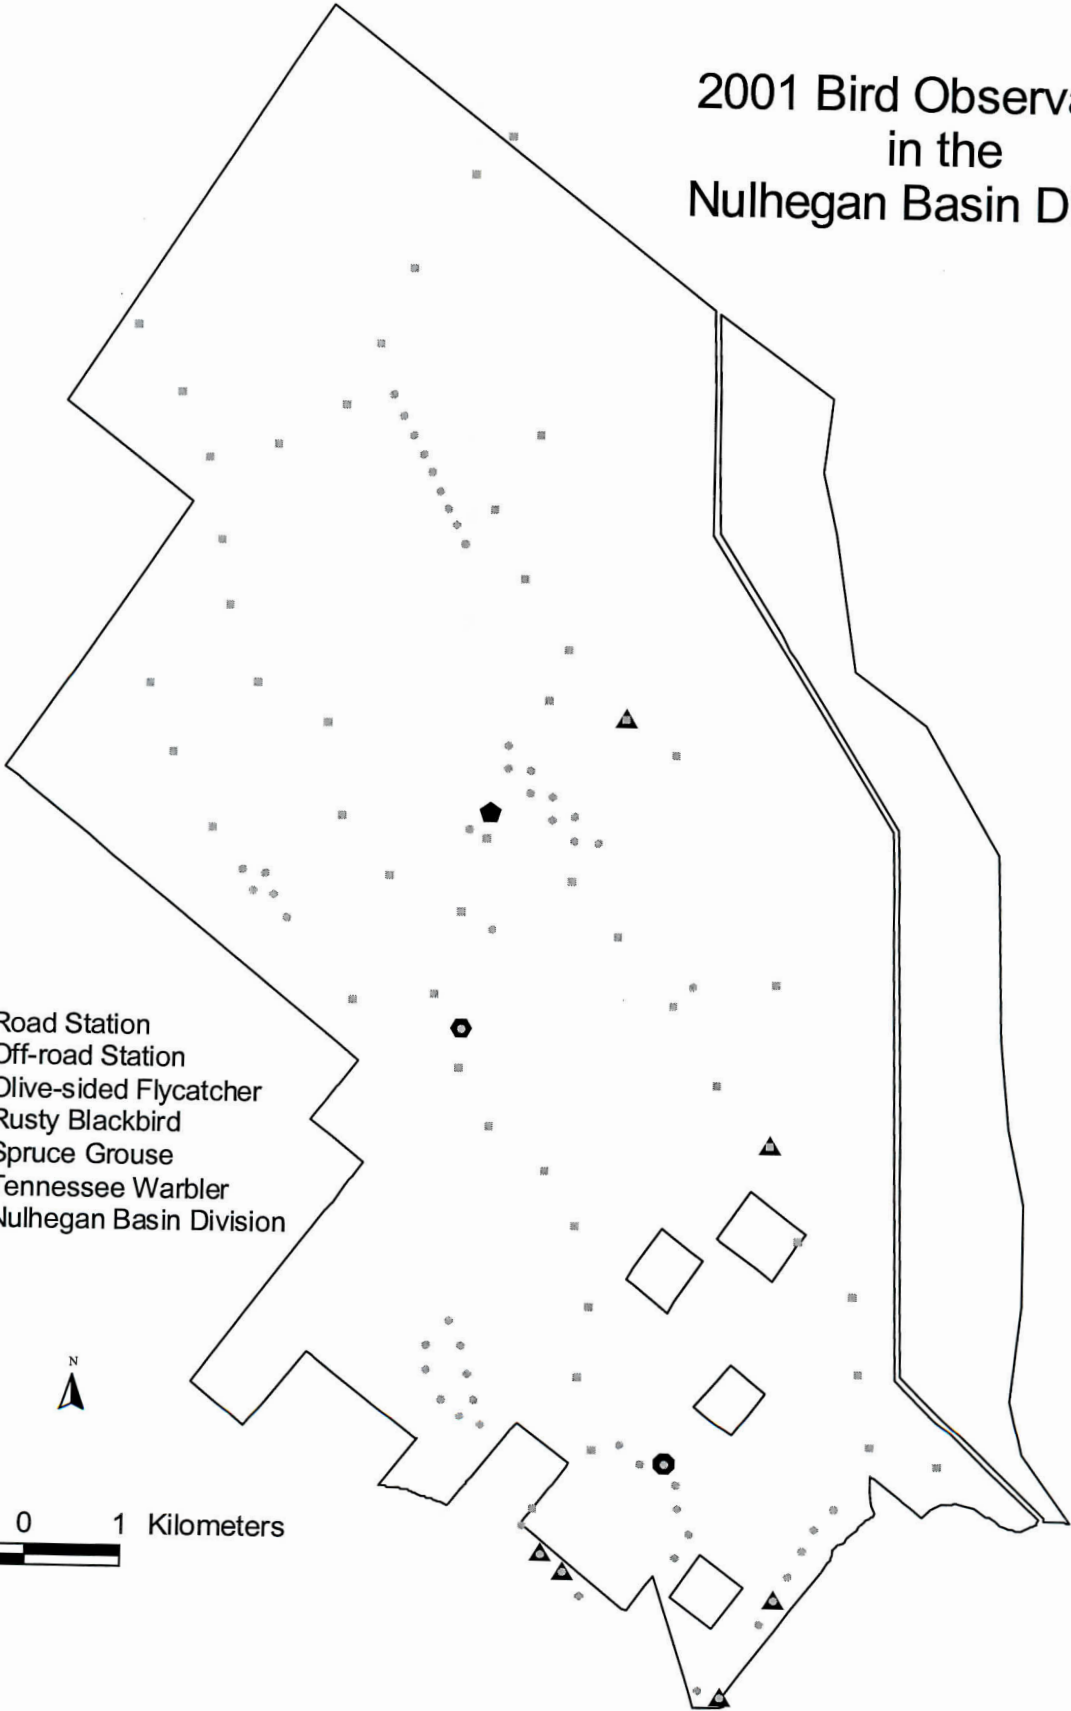 2001 Bird Observa
in the
Nulhegan Basin D
Road Station
Off-road Station
Olive-sided Flycatcher
Rusty Blackbird
Spruce Grouse
Tennessee Warbler
Nulhegan Basin Division
N
0 1 Kilometers